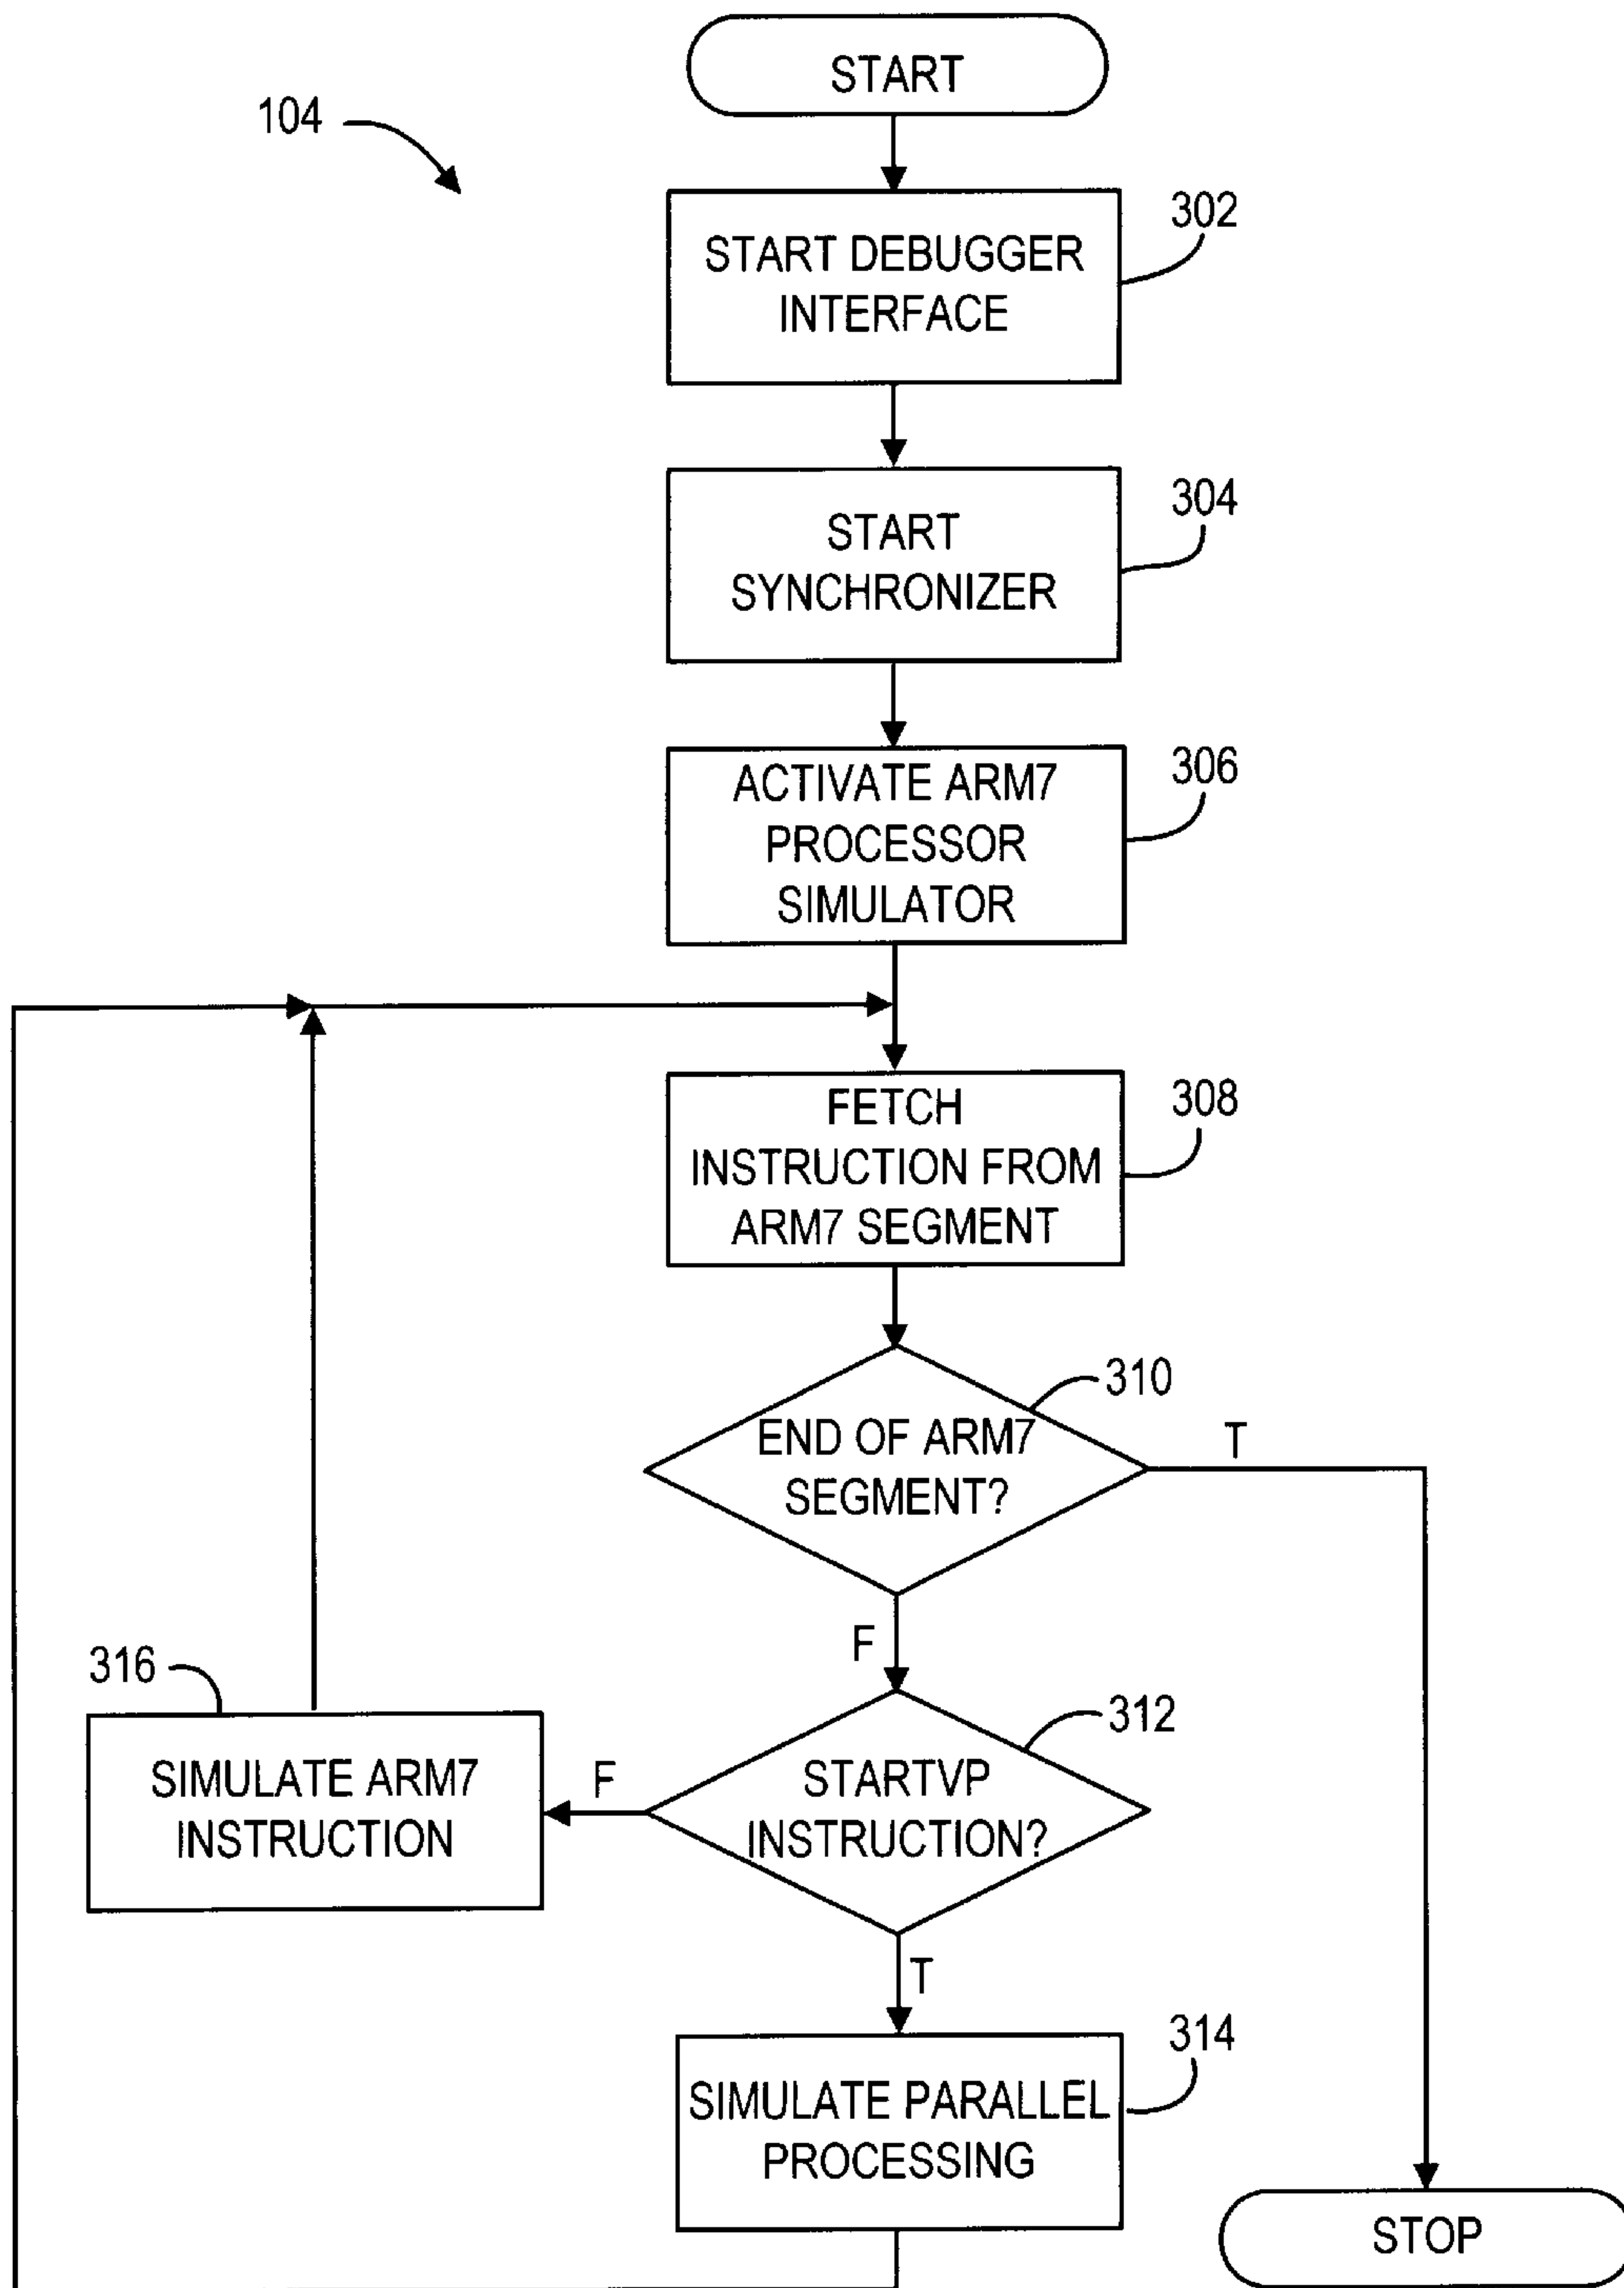 START
104
302
START DEBUGGER
INTERFACE
304
START
SYNCHRONIZER
306
ACTIVATE ARM7
PROCESSOR
SIMULATOR
308
FETCH
INSTRUCTION FROM
ARM7 SEGMENT
310
END OF ARM7
SEGMENT?
T
F
316
312
SIMULATE ARM7
INSTRUCTION
F
STARTVP
INSTRUCTION?
T
314
SIMULATE PARALLEL
PROCESSING
STOP